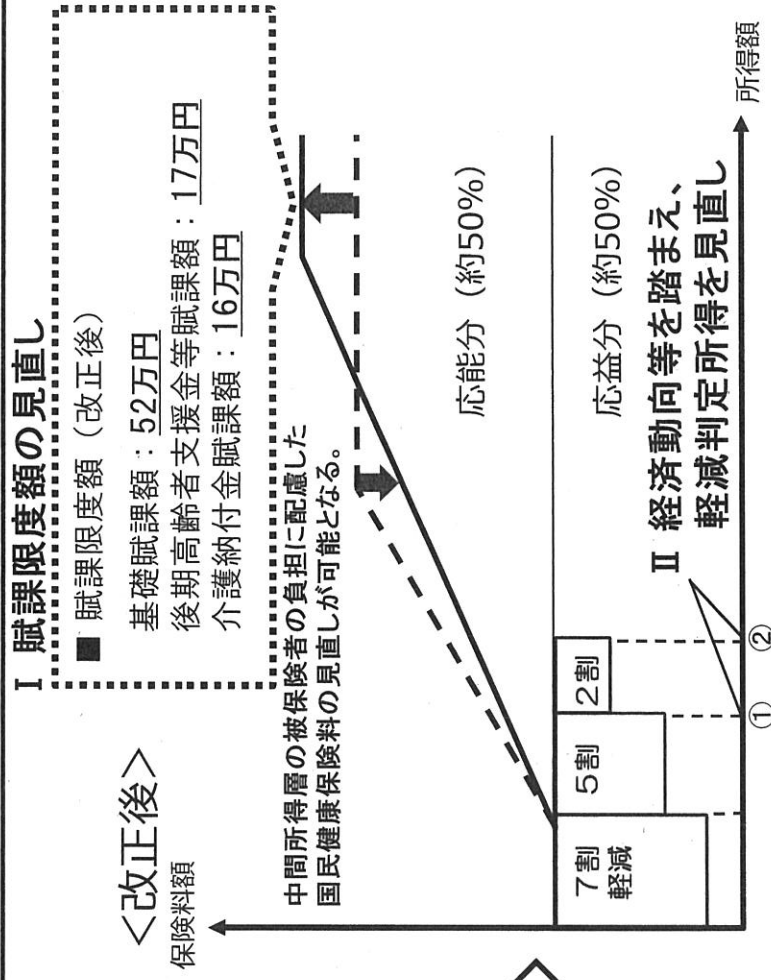 I 賦課限度額の見直し
■ 賦課限度額（改正後）
基礎賦課額：52万円
後期高齢者支援金等賦課額：17万円
介護納付金賦課額：16万円
＜改正後＞
保険料額
中間所得層の被保険者の負担に配慮した
国民健康保険料の見直しが可能となる。
応能分（約50%）
応益分（約50%）
7割
軽減
5割
2割
II 経済動向等を踏まえ、
軽減判定所得を見直し
①
②
所得額